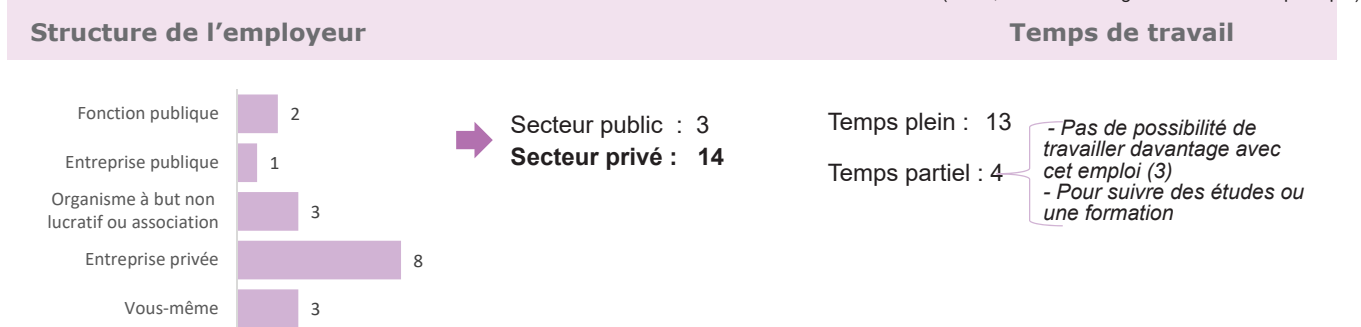 Structure de l'employeur
Temps de travail
Fonction publique
2
Entreprise publique
1
Organisme à but non
lucratif ou association
3
Entreprise privée
8
Vous-même
3
Secteur public : 3
Secteur privé : 14
Temps plein : 13
Temps partiel : 4
- Pas de possibilité de
travailler davantage avec
cet emploi (3)
- Pour suivre des études ou
une formation